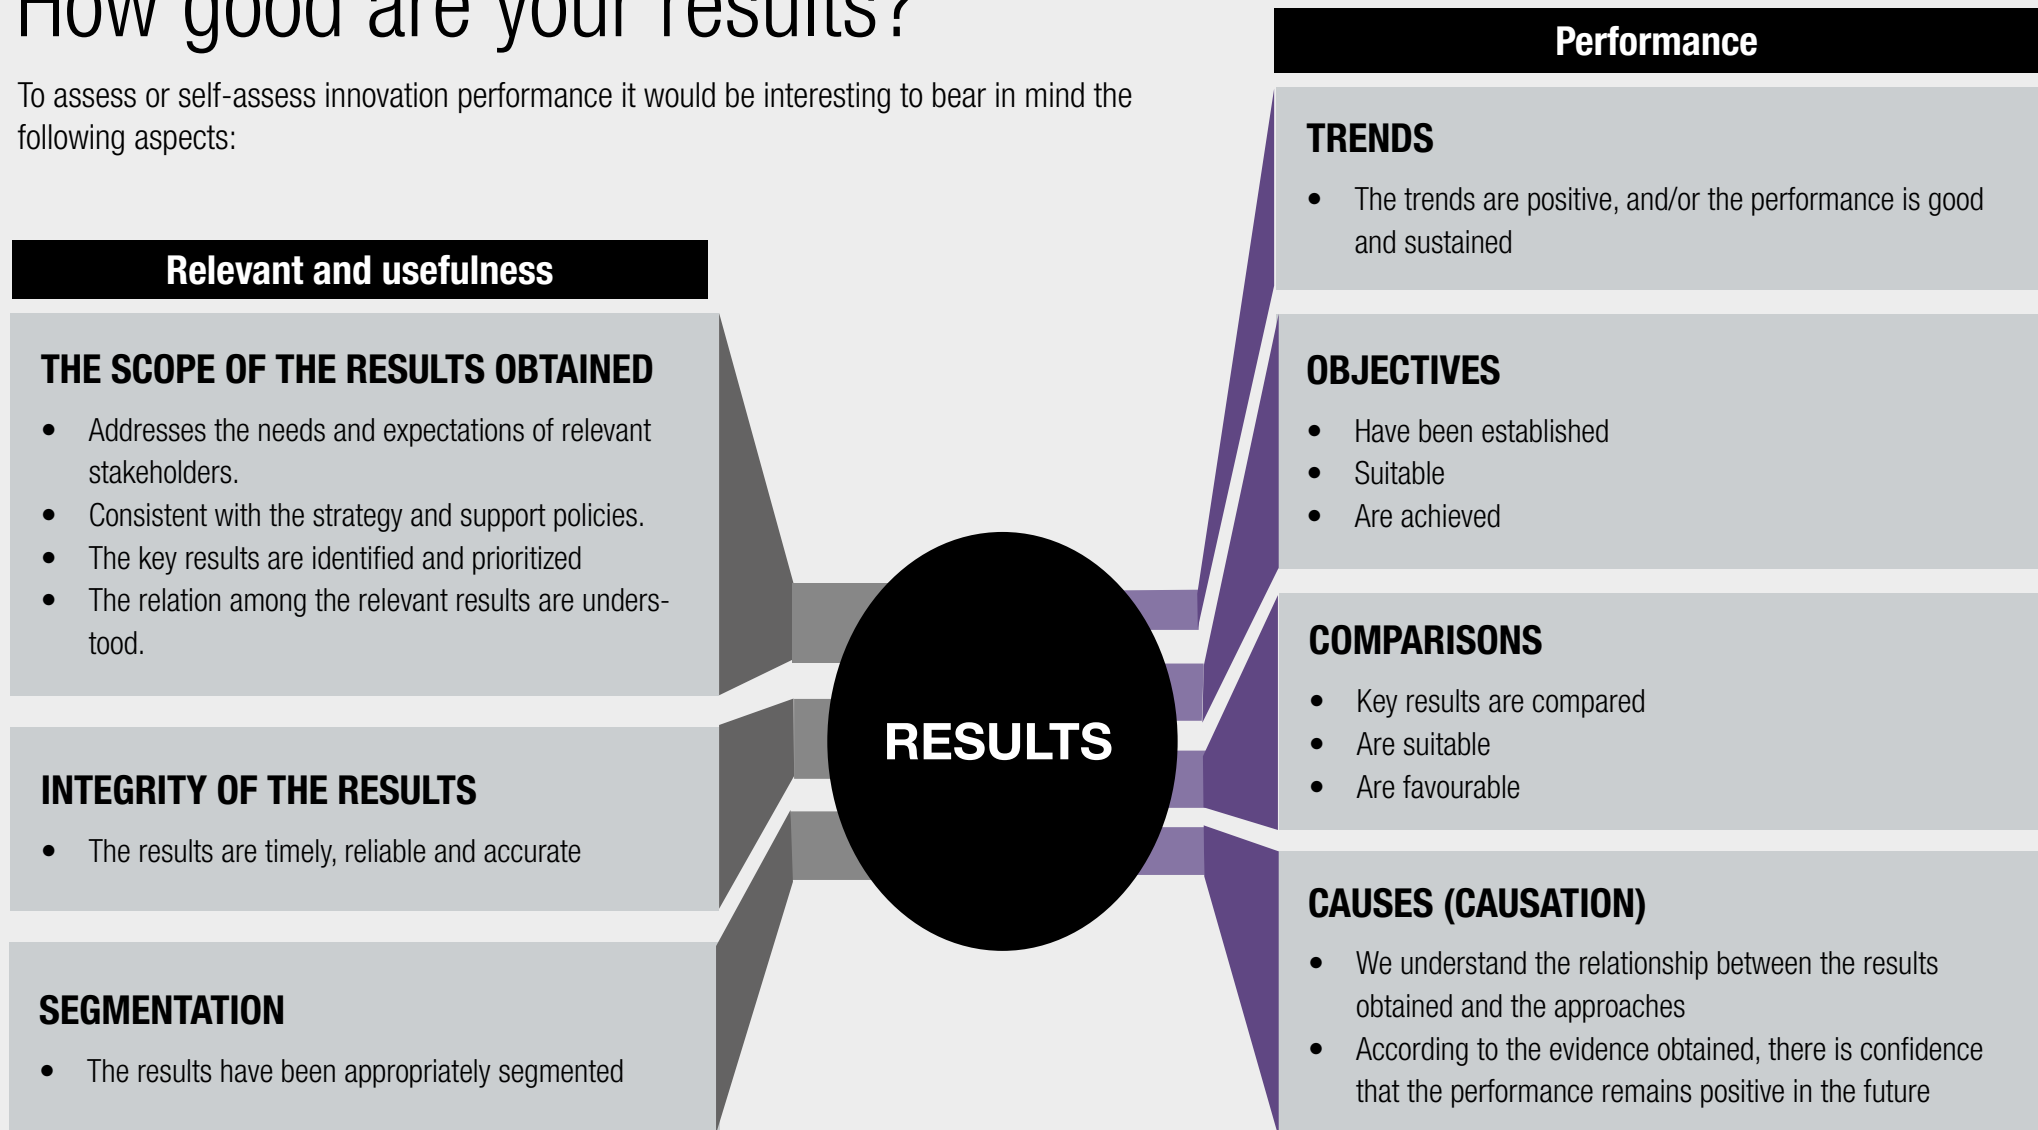 How good are your results?
To assess or self-assess innovation performance it would be interesting to bear in mind the
following aspects:
Relevant and usefulness
THE SCOPE OF THE RESULTS OBTAINED
• Addresses the needs and expectations of relevant
stakeholders.
• Consistent with the strategy and support policies.
• The key results are identified and prioritized
• The relation among the relevant results are unders-
tood.
INTEGRITY OF THE RESULTS
• The results are timely, reliable and accurate
SEGMENTATION
• The results have been appropriately segmented
RESULTS
Performance
TRENDS
• The trends are positive, and/or the performance is good
and sustained
OBJECTIVES
• Have been established
• Suitable
• Are achieved
COMPARISONS
• Key results are compared
• Are suitable
• Are favourable
CAUSES (CAUSATION)
• We understand the relationship between the results
obtained and the approaches
• According to the evidence obtained, there is confidence
that the performance remains positive in the future